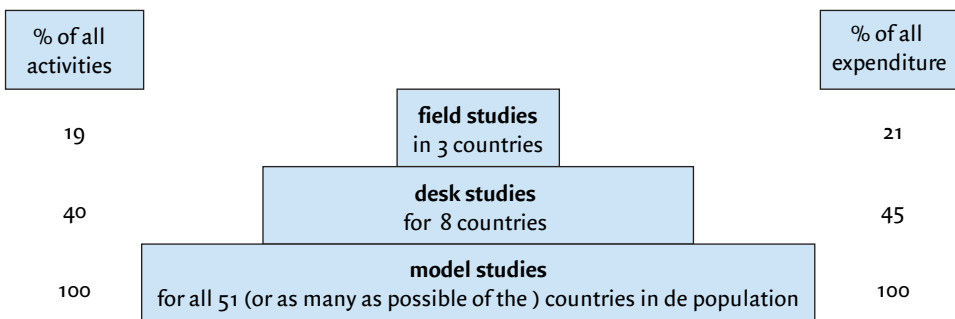 % of all
activities
% of all
expenditure
field studies
in 3 countries
19
21
desk studies
for 8 countries
40
45
model studies
for all 51 (or as many as possible of the ) countries in de population
100
100